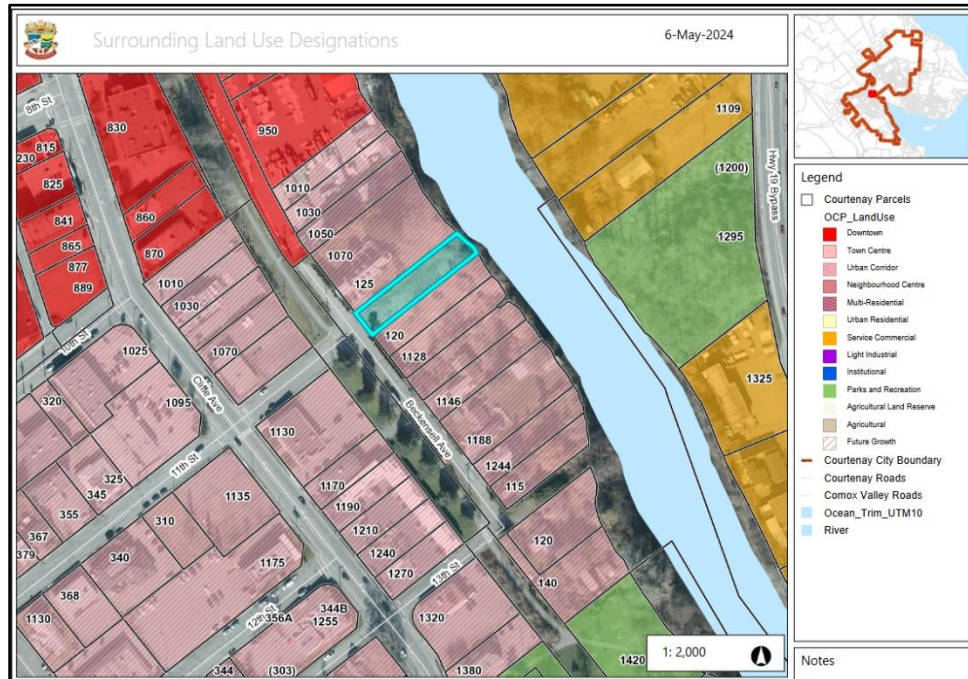 Surrounding Land Use Designations
6-May-2024
8th St
830
950
1109
815
230
825
(1200)
Hwy 19 Bypass
841
860
1010
1295
865
1030
877
870
1050
889
1010
1070
1030
125
10th St
1025
1070
120
1128
1325
320
Cliffe Ave
1095
1146
1130
Beckensell Ave
1188
11th St
325
1170
1244
345
1135
115
355
1190
367
310
1210
120
379
340
1240
1175
1270
13th St
140
368
12th St
344B
1130
356A
1255
1320
344
(303)
1380
1420
1: 2,000
Legend
Courtenay Parcels
OCP_LandUse
Downtown
Town Centre
Urban Corridor
Neighbourhood Centre
Multi-Residential
Urban Residential
Service Commercial
Light Industrial
Institutional
Parks and Recreation
Agricultural Land Reserve
Agricultural
Future Growth
Courtenay City Boundary
Courtenay Roads
Comox Valley Roads
Ocean_Trim_UTM10
River
Notes